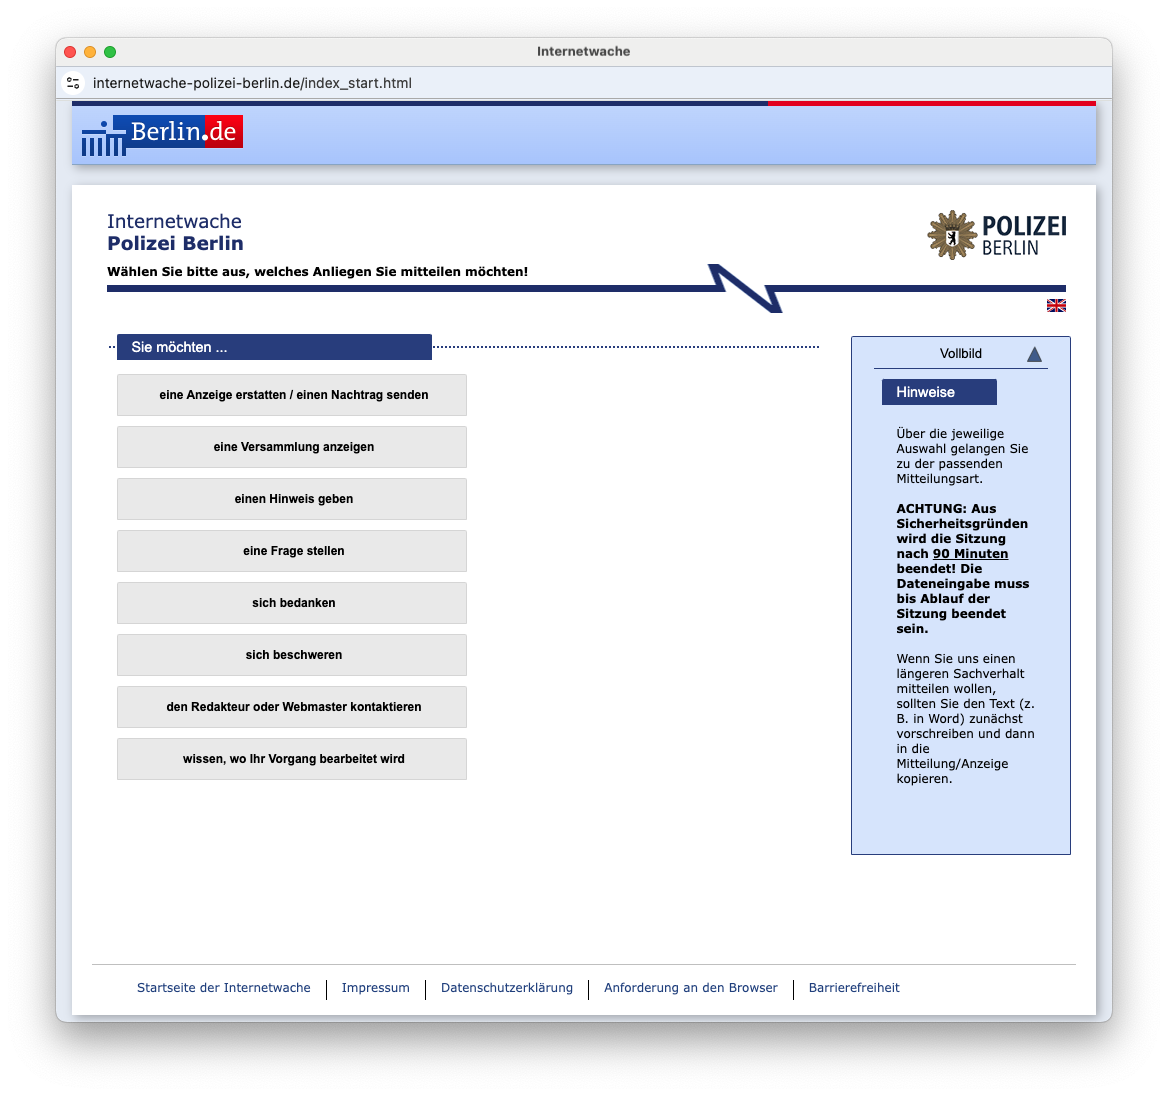 Internetwache
internetwache-polizei-berlin.de/index_start.html
Berlin.de
Internetwache
Polizei Berlin
POLIZEI
BERLIN
Wählen Sie bitte aus, welches Anliegen Sie mitteilen möchten!
Sie möchten ...
eine Anzeige erstatten / einen Nachtrag senden
eine Versammlung anzeigen
einen Hinweis geben
eine Frage stellen
sich bedanken
sich beschweren
den Redakteur oder Webmaster kontaktieren
wissen, wo Ihr Vorgang bearbeitet wird
Vollbild
Hinweise
Über die jeweilige
Auswahl gelangen Sie
zu der passenden
Mitteilungsart.
ACHTUNG: Aus
Sicherheitsgründen
wird die Sitzung
nach 90 Minuten
beendet! Die
Dateneingabe muss
bis Ablauf der
Sitzung beendet
sein.
Wenn Sie uns einen
längeren Sachverhalt
mitteilen wollen,
sollten Sie den Text (z.
B. in Word) zunächst
vorschreiben und dann
in die
Mitteilung/Anzeige
kopieren.
Startseite der Internetwache
Impressum
Datenschutzerklärung
Anforderung an den Browser
Barrierefreiheit